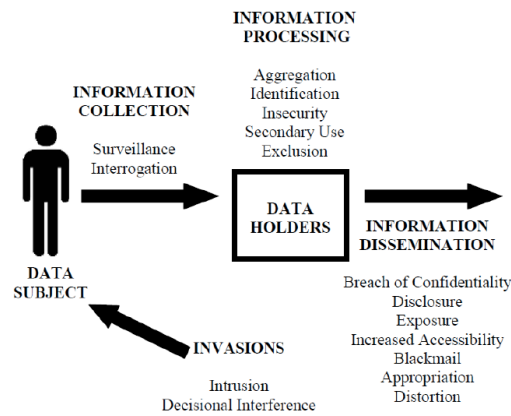 INFORMATION
PROCESSING
Aggregation
Identification
Insecurity
Secondary Use
Exclusion
INFORMATION
COLLECTION
Surveillance
Interrogation
DATA
HOLDERS
INFORMATION
DISSEMINATION
Breach of Confidentiality
Disclosure
Exposure
Increased Accessibility
Blackmail
Appropriation
Distortion
DATA
SUBJECT
INVASIONS
Intrusion
Decisional Interference